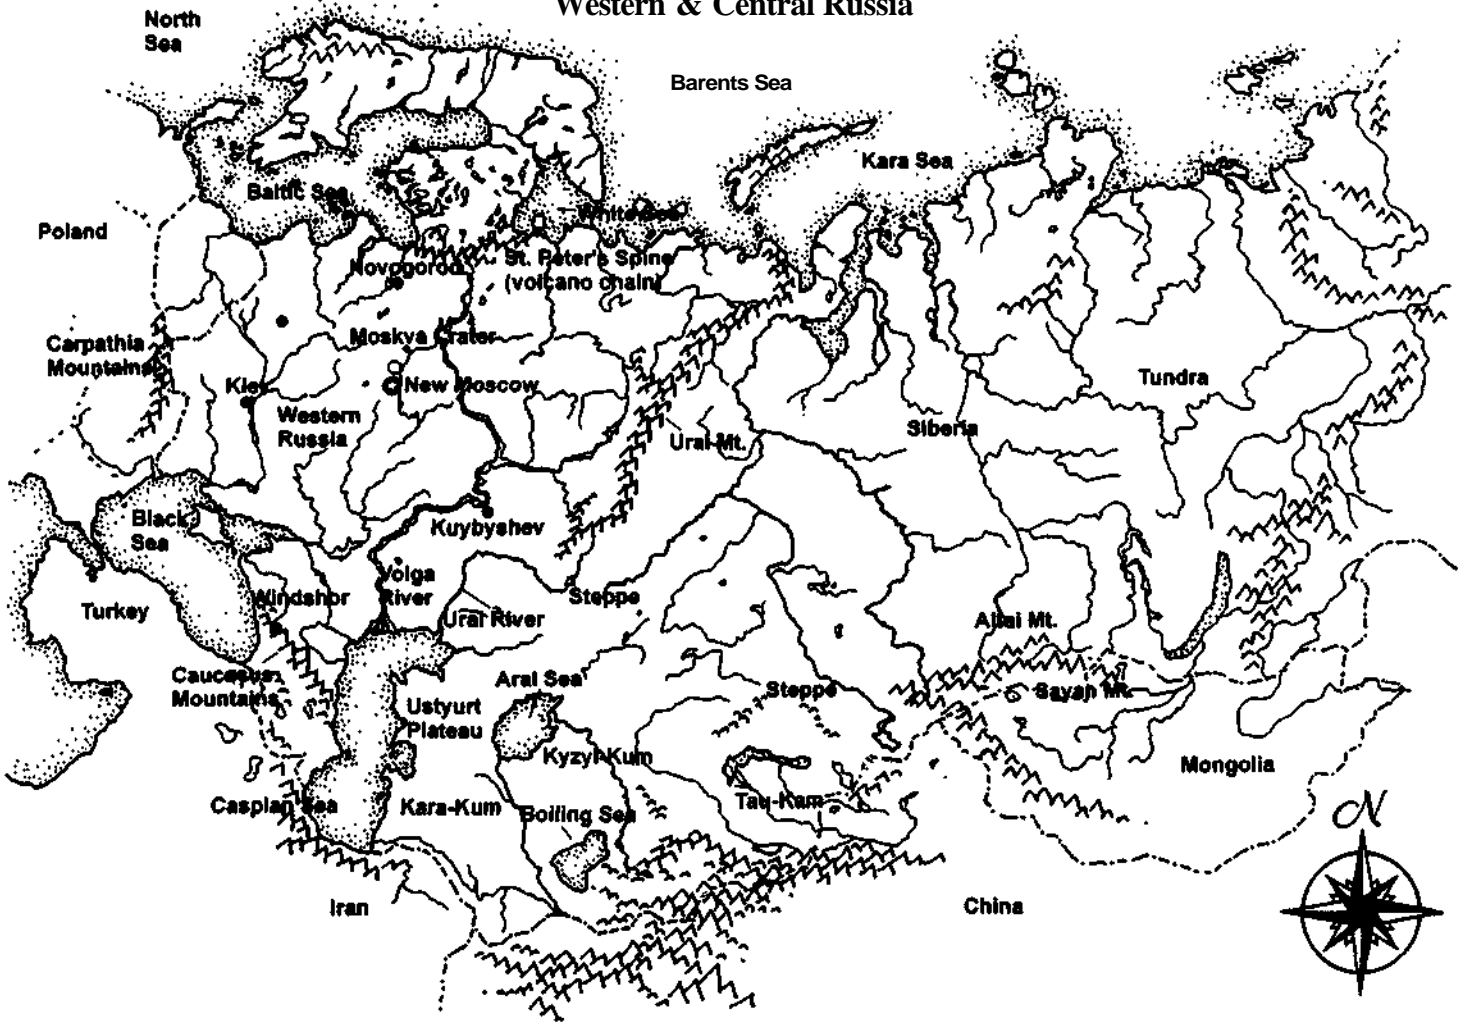 Western & Central Russia
North
Sea
Barents Sea
Kara Sea
Baltic Sea
White Sea
Poland
Novogorod
St. Peter's Spine
(volcano chain)
Moskva Crater
Carpathia
Mountains
Tundra
Kiev
New Moscow
Western
Russia
Siberia
Ural Mt.
Black
Sea
Kuybyshev
Volga
River
Windshor
Steppe
Turkey
Ural River
Altai Mt.
Caucasus
Mountains
Aral Sea
Steppe
Sayan Mt.
Ustyurt
Plateau
Kyzyl-Kum
Mongolia
Caspian Sea
Kara-Kum
Boiling Sea
Tau-Kam
N
Iran
China